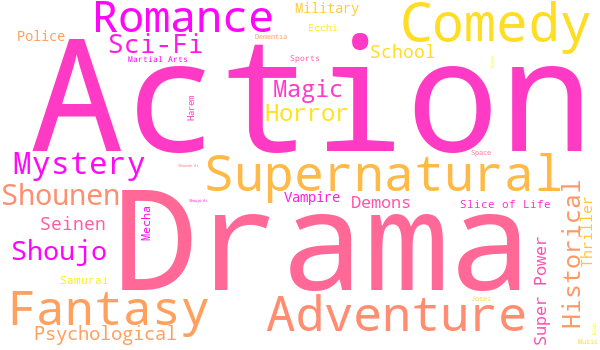 Romance
Military
Comedy
Ecchi
Police
Sci-Fi
Dementia
School
Martial Arts
Sports
Action
Magic
Harem
Horror
Mystery
Supernatural
Space
Shounen
Vampire
Demons
Slice of Life
Drama
Seinen
Mecha
Shoujo
Super Power
Historical
Thriller
Samurai
Fantasy
Adventure
Josei
Psychological
Music